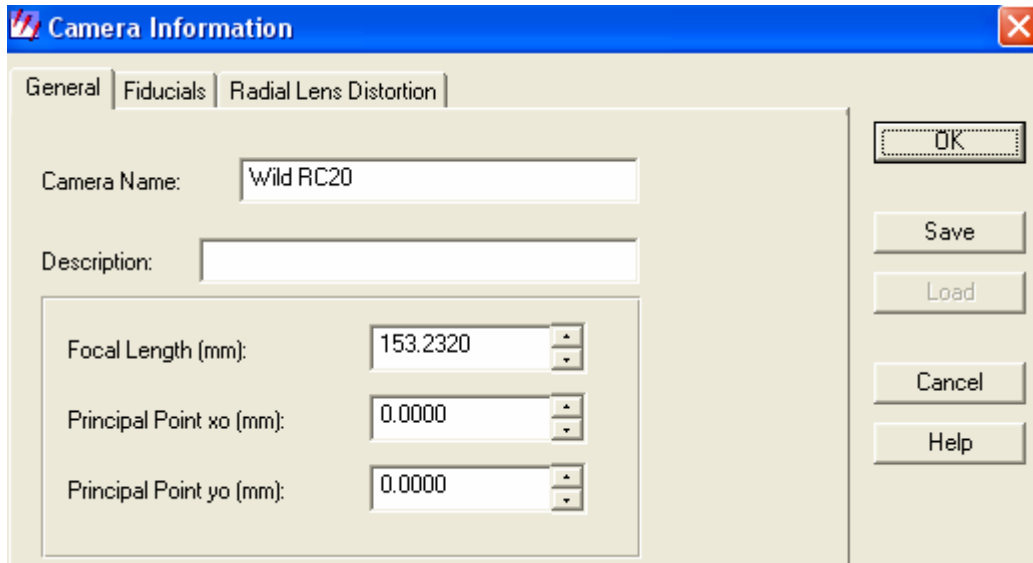 Camera Information
General Fiducials Radial Lens Distortion
Camera Name: Wild RC20
Description:
Focal Length (mm): 153.2320
Principal Point xo (mm): 0.0000
Principal Point yo (mm): 0.0000
OK
Save
Load
Cancel
Help